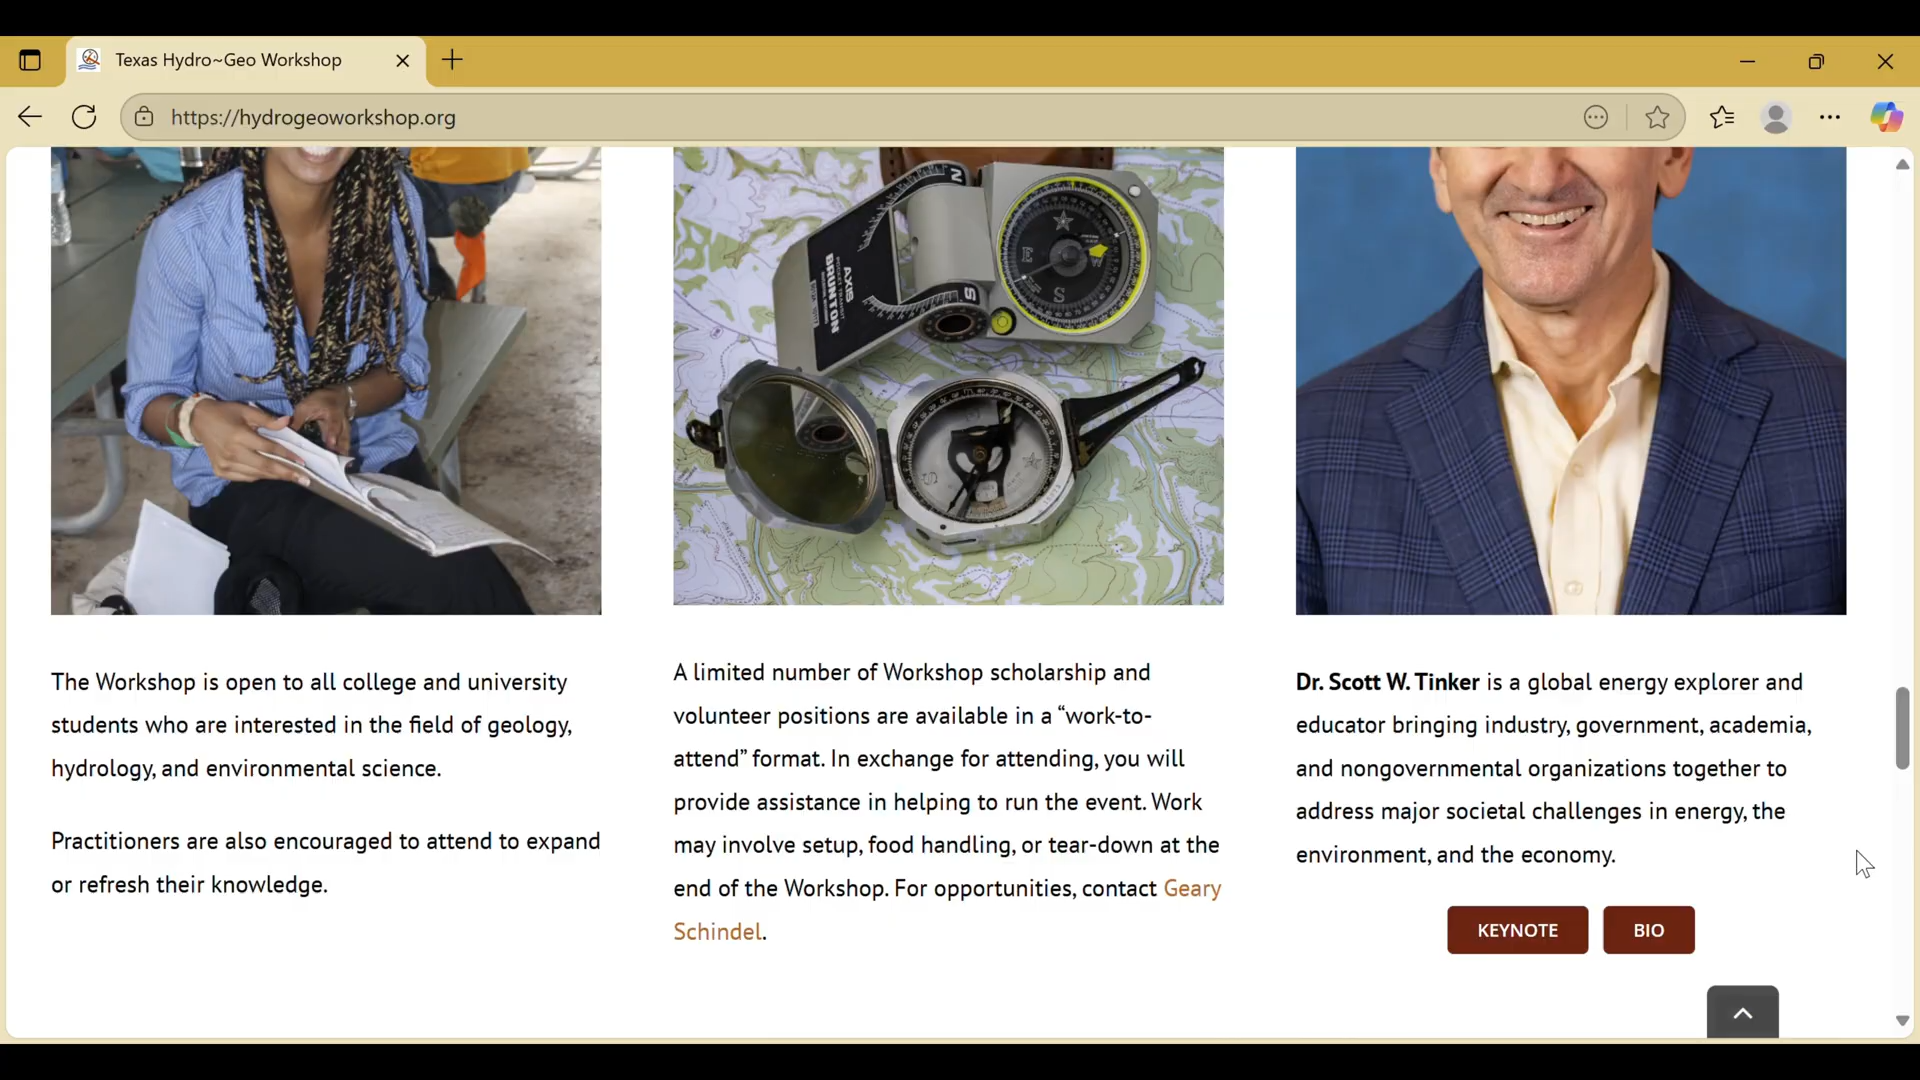 Texas Hydro~Geo Workshop
https://hydrogeoworkshop.org
AXIS
BRUNTON
N
S
E
S
The Workshop is open to all college and university
students who are interested in the field of geology,
hydrology, and environmental science.
Practitioners are also encouraged to attend to expand
or refresh their knowledge.
A limited number of Workshop scholarship and
volunteer positions are available in a “work-to-
attend” format. In exchange for attending, you will
provide assistance in helping to run the event. Work
may involve setup, food handling, or tear-down at the
end of the Workshop. For opportunities, contact Geary
Schindel.
Dr. Scott W. Tinker is a global energy explorer and
educator bringing industry, government, academia,
and nongovernmental organizations together to
address major societal challenges in energy, the
environment, and the economy.
KEYNOTE
BIO